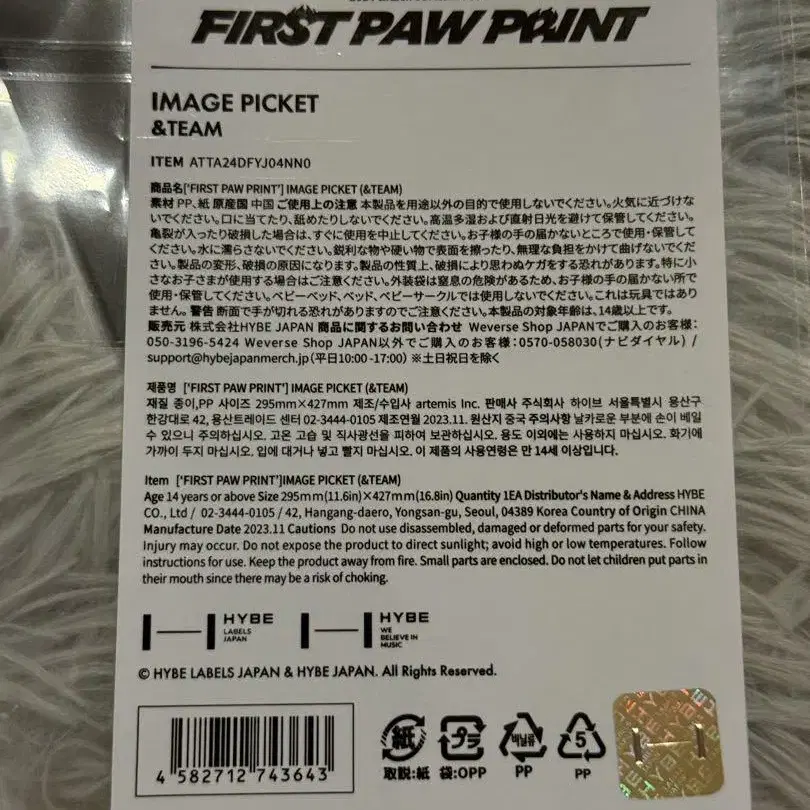 FIRST PAW PRINT
IMAGE PICKET
&TEAM
ITEM ATTA24DFYJ04NN0
商品名['FIRST PAW PRINT'] IMAGE PICKET (&TEAM)
素材 PP、紙 原産国 中国 ご使用上の注意 本製品を用途以外の目的で使用しないでください。火気に近づけな
いでください。口に当てたり、舐めたりしないでください。高温多湿および直射日光を避けて保管してください。
亀裂が入ったり破損した場合は、すぐに使用を中止してください。お子様の手の届かないところで使用・保管して
ください。水に濡らさないでください。鋭利な物や硬い物で表面を擦ったり、無理な負担をかけて曲げないでくだ
さい。製品の変形、破損の原因になります。製品の性質上、破損により思わぬケガをする恐れがあります。特に小
さなお子さまが使用する場合はご注意ください。外装袋は窒息の危険があるため、お子様の手の届かない所で
使用・保管してください。ベビーベッド、ベッド、ベビーサークルでは使用しないでください。これは玩具ではあり
ません。警告 断面で手が切れる恐れがありますのでご注意ください。本製品の対象年齢は、14歳以上です。
販売元 株式会社HYBE JAPAN 商品に関するお問い合わせ Weverse Shop JAPANでご購入のお客様：
050-3196-5424 Weverse Shop JAPAN以外でご購入のお客様：0570-058030(ナビダイヤル) /
support@hybejapanmerch.jp（平日10:00 -17:00） ※土日祝日を除く
제품명 ['FIRST PAW PRINT'] IMAGE PICKET (&TEAM)
재질 종이,PP 사이즈 295mm×427mm 제조/수입사 artemis Inc. 판매사 주식회사 하이브 서울특별시 용산구
한강대로 42, 용산트레이드 센터 02-3444-0105 제조연월 2023.11. 원산지 중국 주의사항 날카로운 부분에 손이 베일
수 있으니 주의하십시오. 고온 고습 및 직사광선을 피하여 보관하십시오. 용도 이외에는 사용하지 마십시오. 화기에
가까이 두지 마십시오. 입에 대거나 넣고 빨지 마십시오. 이 제품의 사용연령은 만 14세 이상입니다.
Item ['FIRST PAW PRINT']IMAGE PICKET (&TEAM)
Age 14 years or above Size 295mm(11.6in)×427mm(16.8in) Quantity 1EA Distributor's Name & Address HYBE
CO., Ltd / 02-3444-0105 / 42, Hangang-daero, Yongsan-gu, Seoul, 04389 Korea Country of Origin CHINA
Manufacture Date 2023.11 Cautions Do not use disassembled, damaged or deformed parts for your safety.
Injury may occur. Do not expose the product to direct sunlight; avoid high or low temperatures. Follow
instructions for use. Keep the product away from fire. Small parts are enclosed. Do not let children put parts in
their mouth since there may be a risk of choking.
HYBE
LABELS
JAPAN
HYBE
WE
BELIEVE IN
MUSIC
© HYBE LABELS JAPAN & HYBE JAPAN. All Rights Reserved.
4 582712 743643
紙
プラ
비닐류
5
取説:紙 袋:OPP PP PP